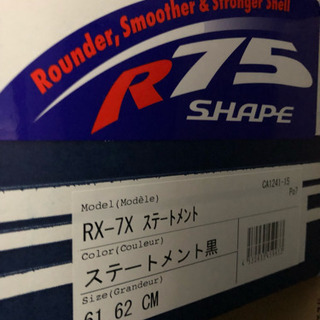 Rounder, Smoother & Stronger Shell
R75
SHAPE
Model(Modèle)
RX-7X ステートメント
Color(Couleur)
ステートメント黒
Size(Grandeur)
61 62 CM